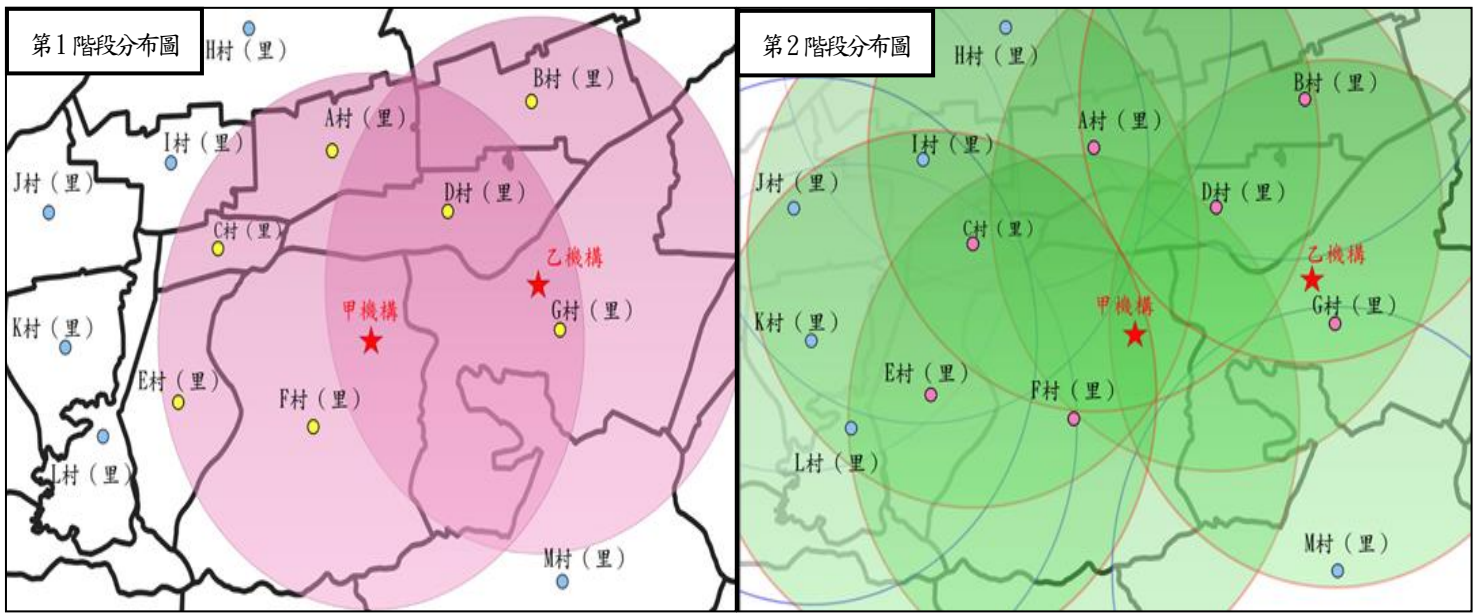 第1階段分布圖
H村（里）
B村（里）
A村（里）
I村（里）
J村（里）
D村（里）
C村（里）
乙機構
甲機構
G村（里）
K村（里）
E村（里）
F村（里）
L村（里）
M村（里）
第2階段分布圖
H村（里）
B村（里）
A村（里）
I村（里）
J村（里）
D村（里）
C村（里）
乙機構
甲機構
G村（里）
K村（里）
E村（里）
F村（里）
L村（里）
M村（里）